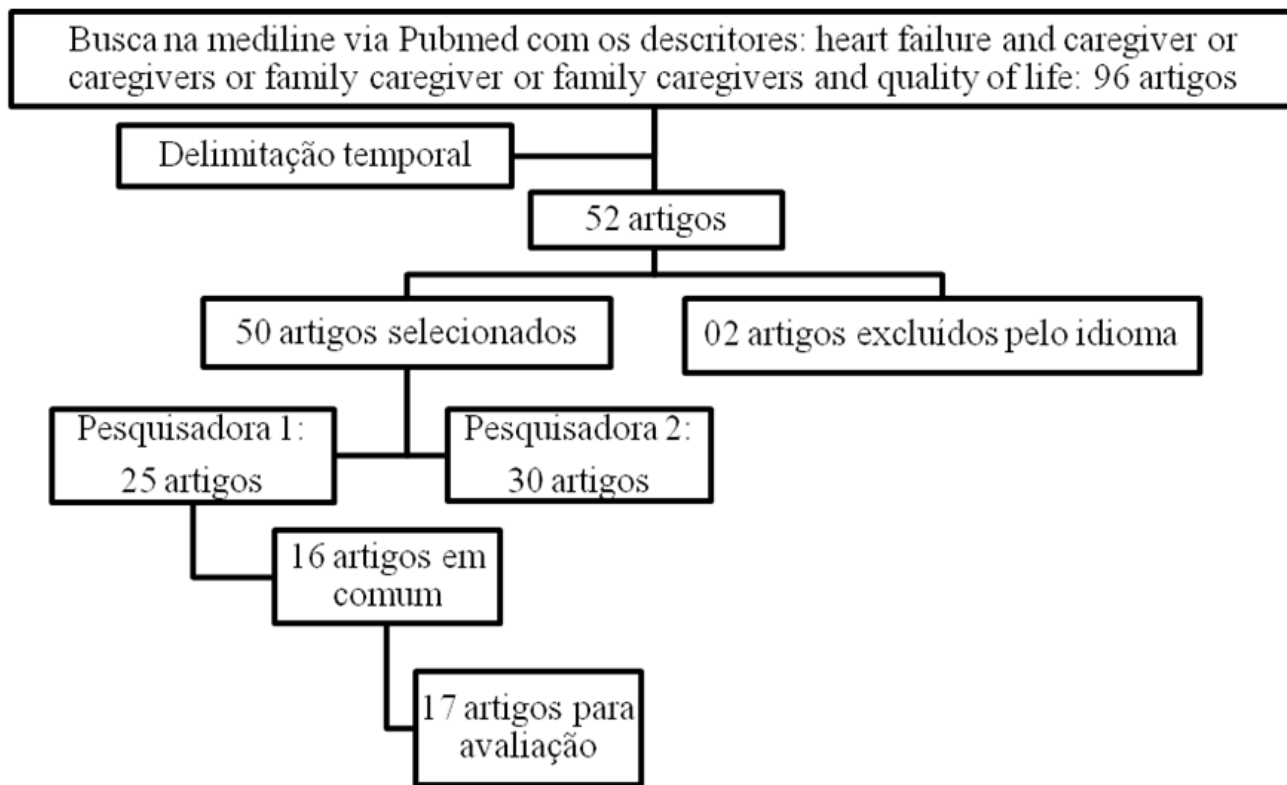 Busca na mediline via Pubmed com os descritores: heart failure and caregiver or
caregivers or family caregiver or family caregivers and quality of life: 96 artigos
Delimitação temporal
52 artigos
50 artigos selecionados
02 artigos excluídos pelo idioma
Pesquisadora 1:
25 artigos
Pesquisadora 2:
30 artigos
16 artigos em
comum
17 artigos para
avaliação